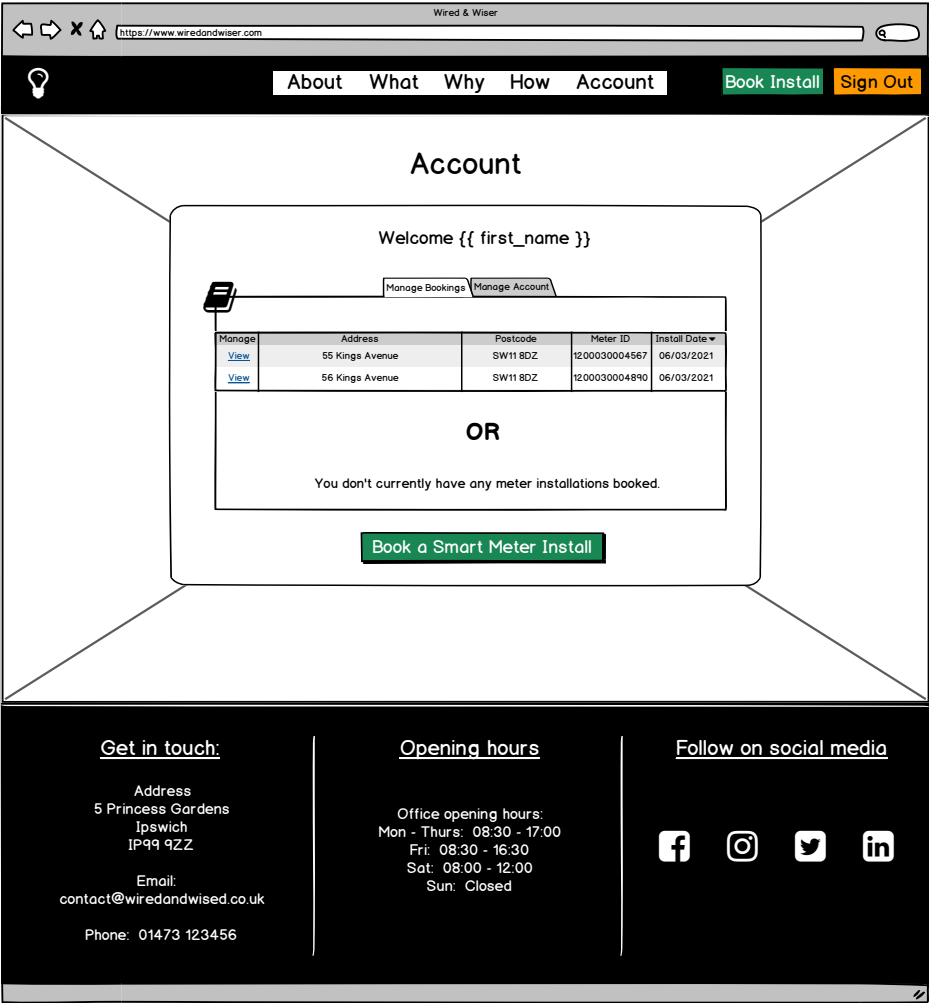 Wired & Wiser
https://www.wiredandwiser.com
About What Why How Account Book Install Sign Out
Account
Welcome {{ first_name }}
Manage Bookings Manage Account
Manage Address Postcode Meter ID Install Date
View 55 Kings Avenue SW11 8DZ 1200030004567 06/03/2021
View 56 Kings Avenue SW11 8DZ 1200030004890 06/03/2021
OR
You don't currently have any meter installations booked.
Book a Smart Meter Install
Get in touch:
Address
5 Princess Gardens
Ipswich
IP99 9ZZ
Email:
contact@wiredandwised.co.uk
Phone: 01473 123456
Opening hours
Office opening hours:
Mon - Thurs: 08:30 - 17:00
Fri: 08:30 - 16:30
Sat: 08:00 - 12:00
Sun: Closed
Follow on social media